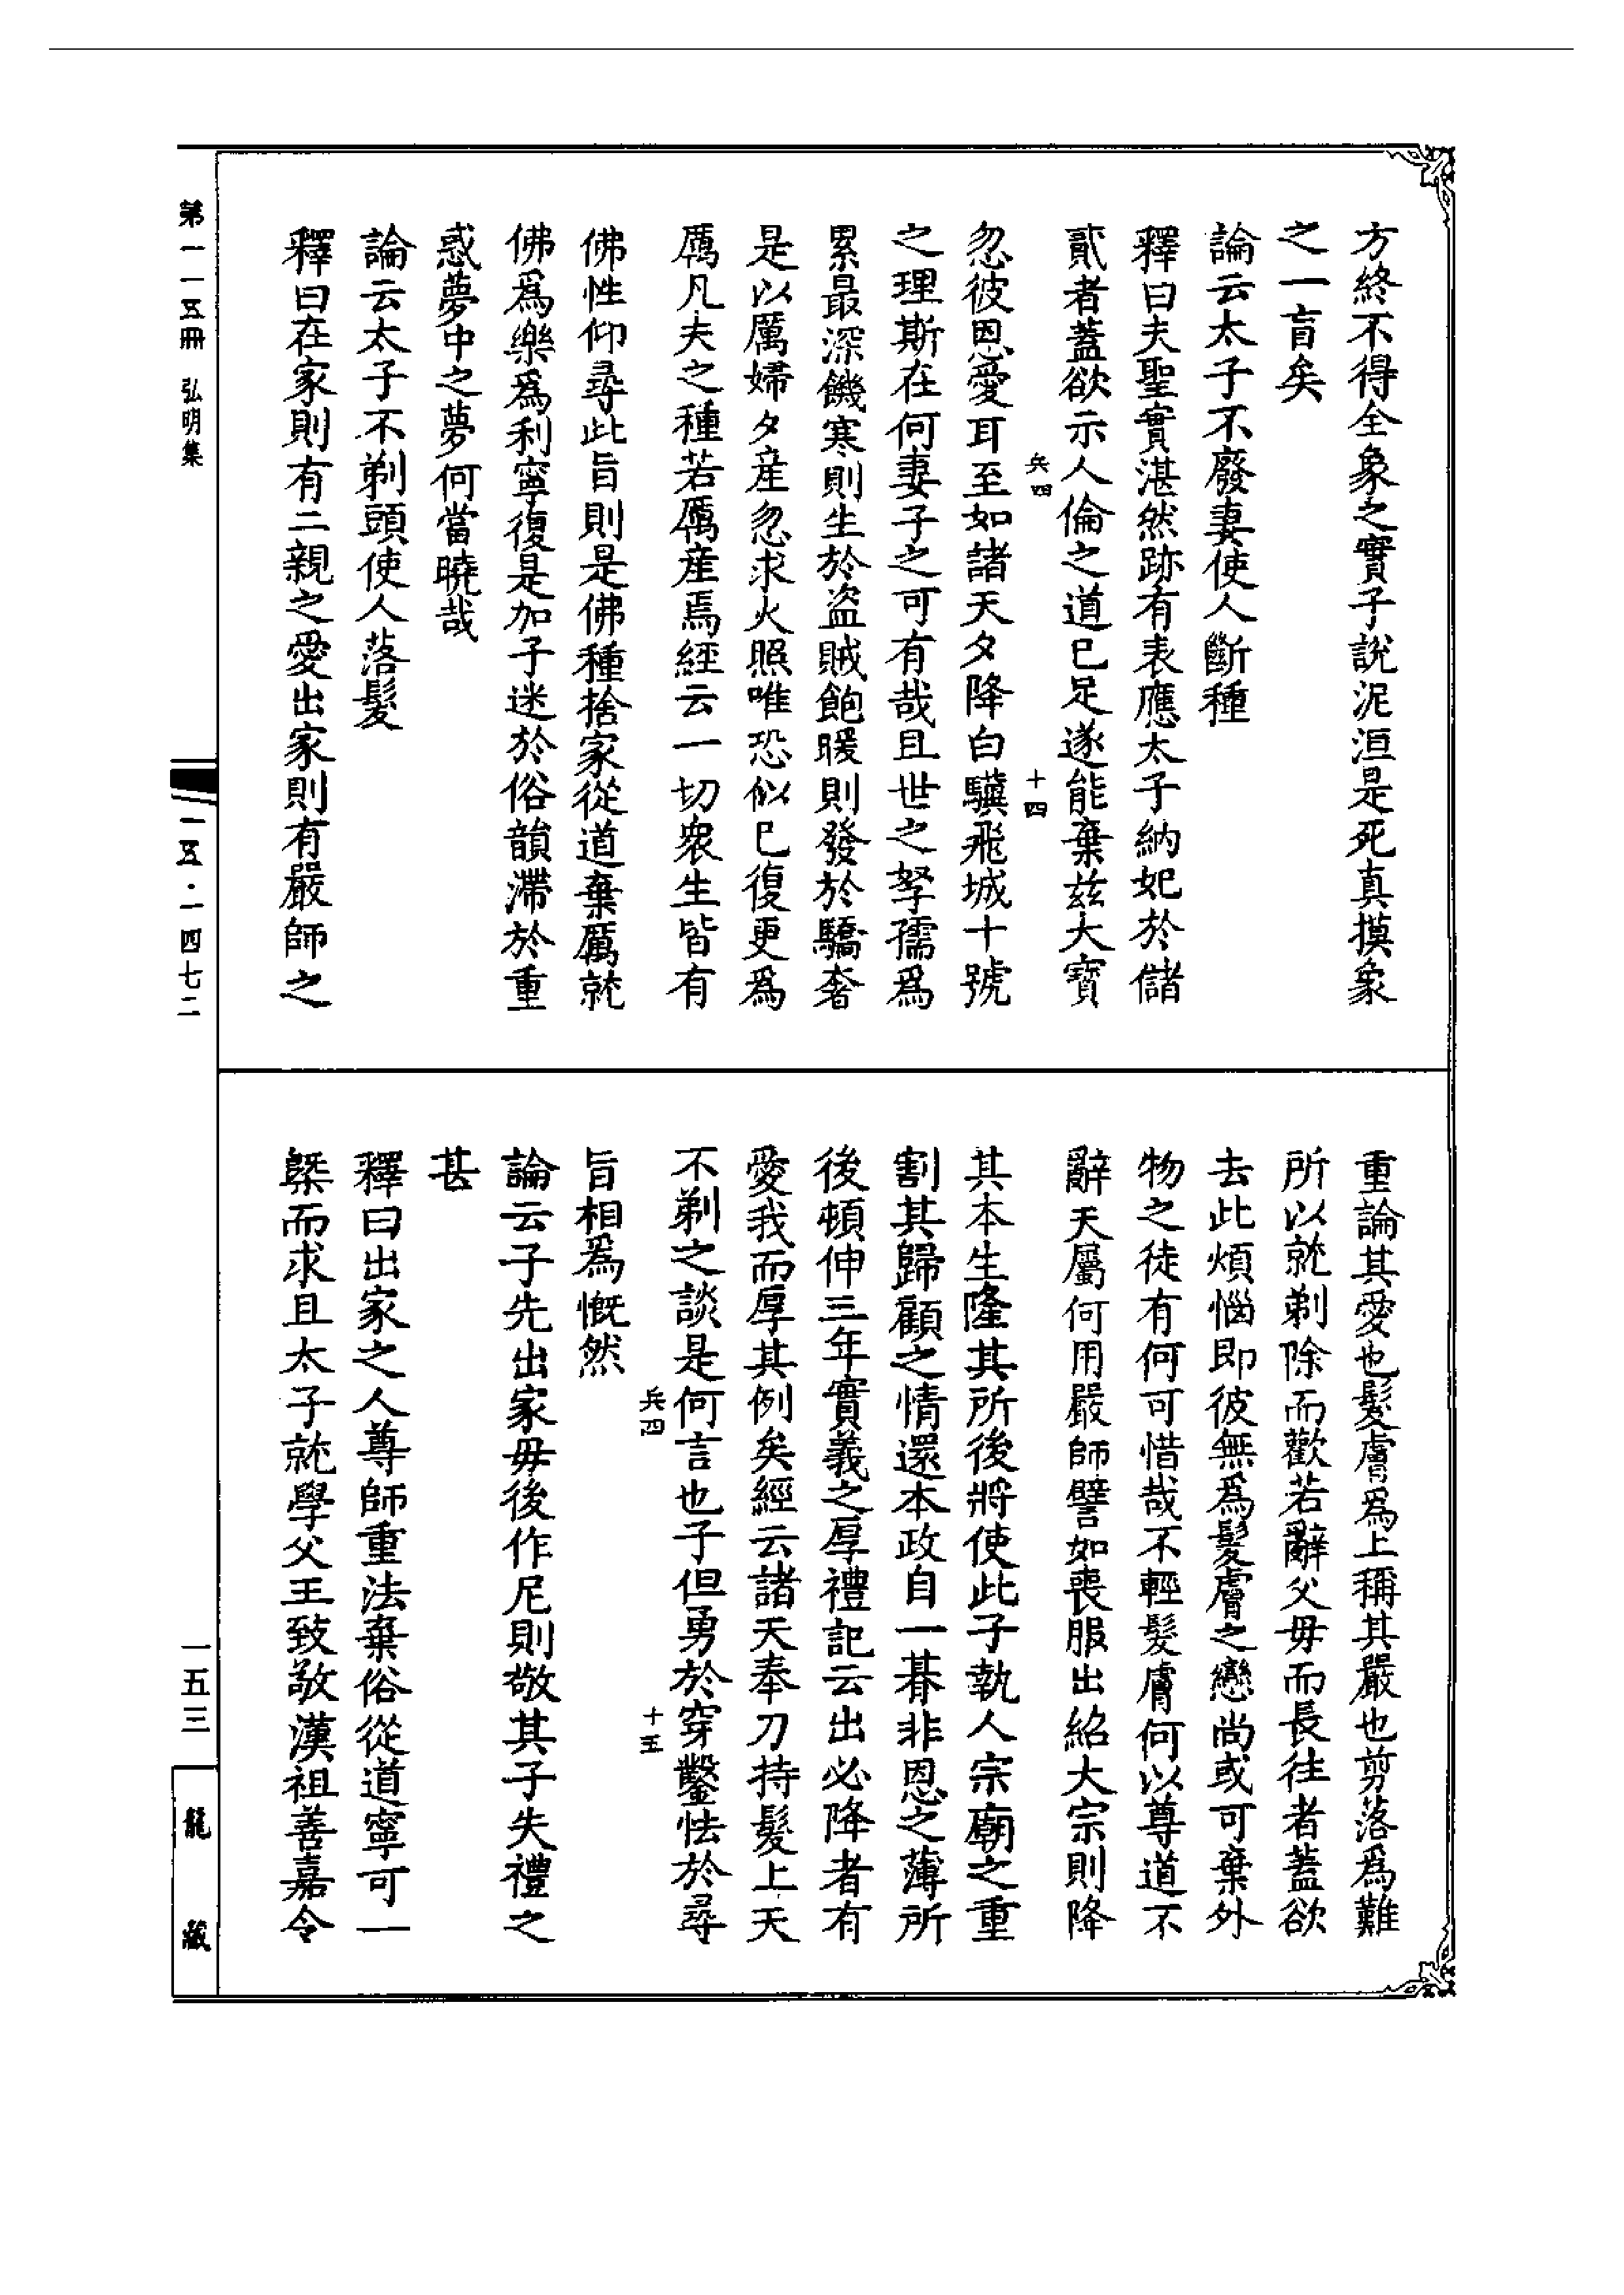 方終不得全象之實子說泥洹是死真摸象
之一盲矣
論云太子不廢妻使人斷種
釋曰夫聖實湛然跡有表應太子納妃於儲
貳者蓋欲示人倫之道已足遂能棄兹大寶
兵四
十四
忽彼恩愛耳至如諸天夕降白驥飛城十號
之理斯在何妻子之可有哉且世之孥孺爲
累最深饑寒則生於盜賊飽暖則發於驕奢
是以厲婦夕産忽求火照唯恐似已復更爲
厲凡夫之種若厲産焉經云一切衆生皆有
佛性仰尋此旨則是佛種捨家從道棄厲就
佛爲樂爲利寧復是加子迷於俗韻滯於重
惑夢中之夢何當曉哉
論云太子不剃頭使人落髮
釋曰在家則有二親之愛出家則有嚴師之
重論其愛也髮膚爲上稱其嚴也剪落爲難
所以就剃除而歡若辭父毋而長往者蓋欲
去此煩惱即彼無爲髮膚之戀尚或可棄外
物之徒有何可惜哉不輕髮膚何以尊道不
辭天屬何用嚴師譬如喪服出紹大宗則降
其本生隆其所後將使此子執人宗廟之重
割其歸顧之情還本政自一朞非恩之薄所
後頓伸三年實義之厚禮記云出必降者有
愛我而厚其例矣經云諸天奉刀持髮上天
不剃之談是何言也子但勇於穿鑿怯於尋
兵四
十五
旨相爲慨然
論云子先出家毋後作尼則敬其子失禮之
甚
釋曰出家之人尊師重法棄俗從道寧可一
槩而求且太子就學父王致敬漢祖善嘉令
第一一五冊 弘明集
一五·一四七二
一五三
龍藏